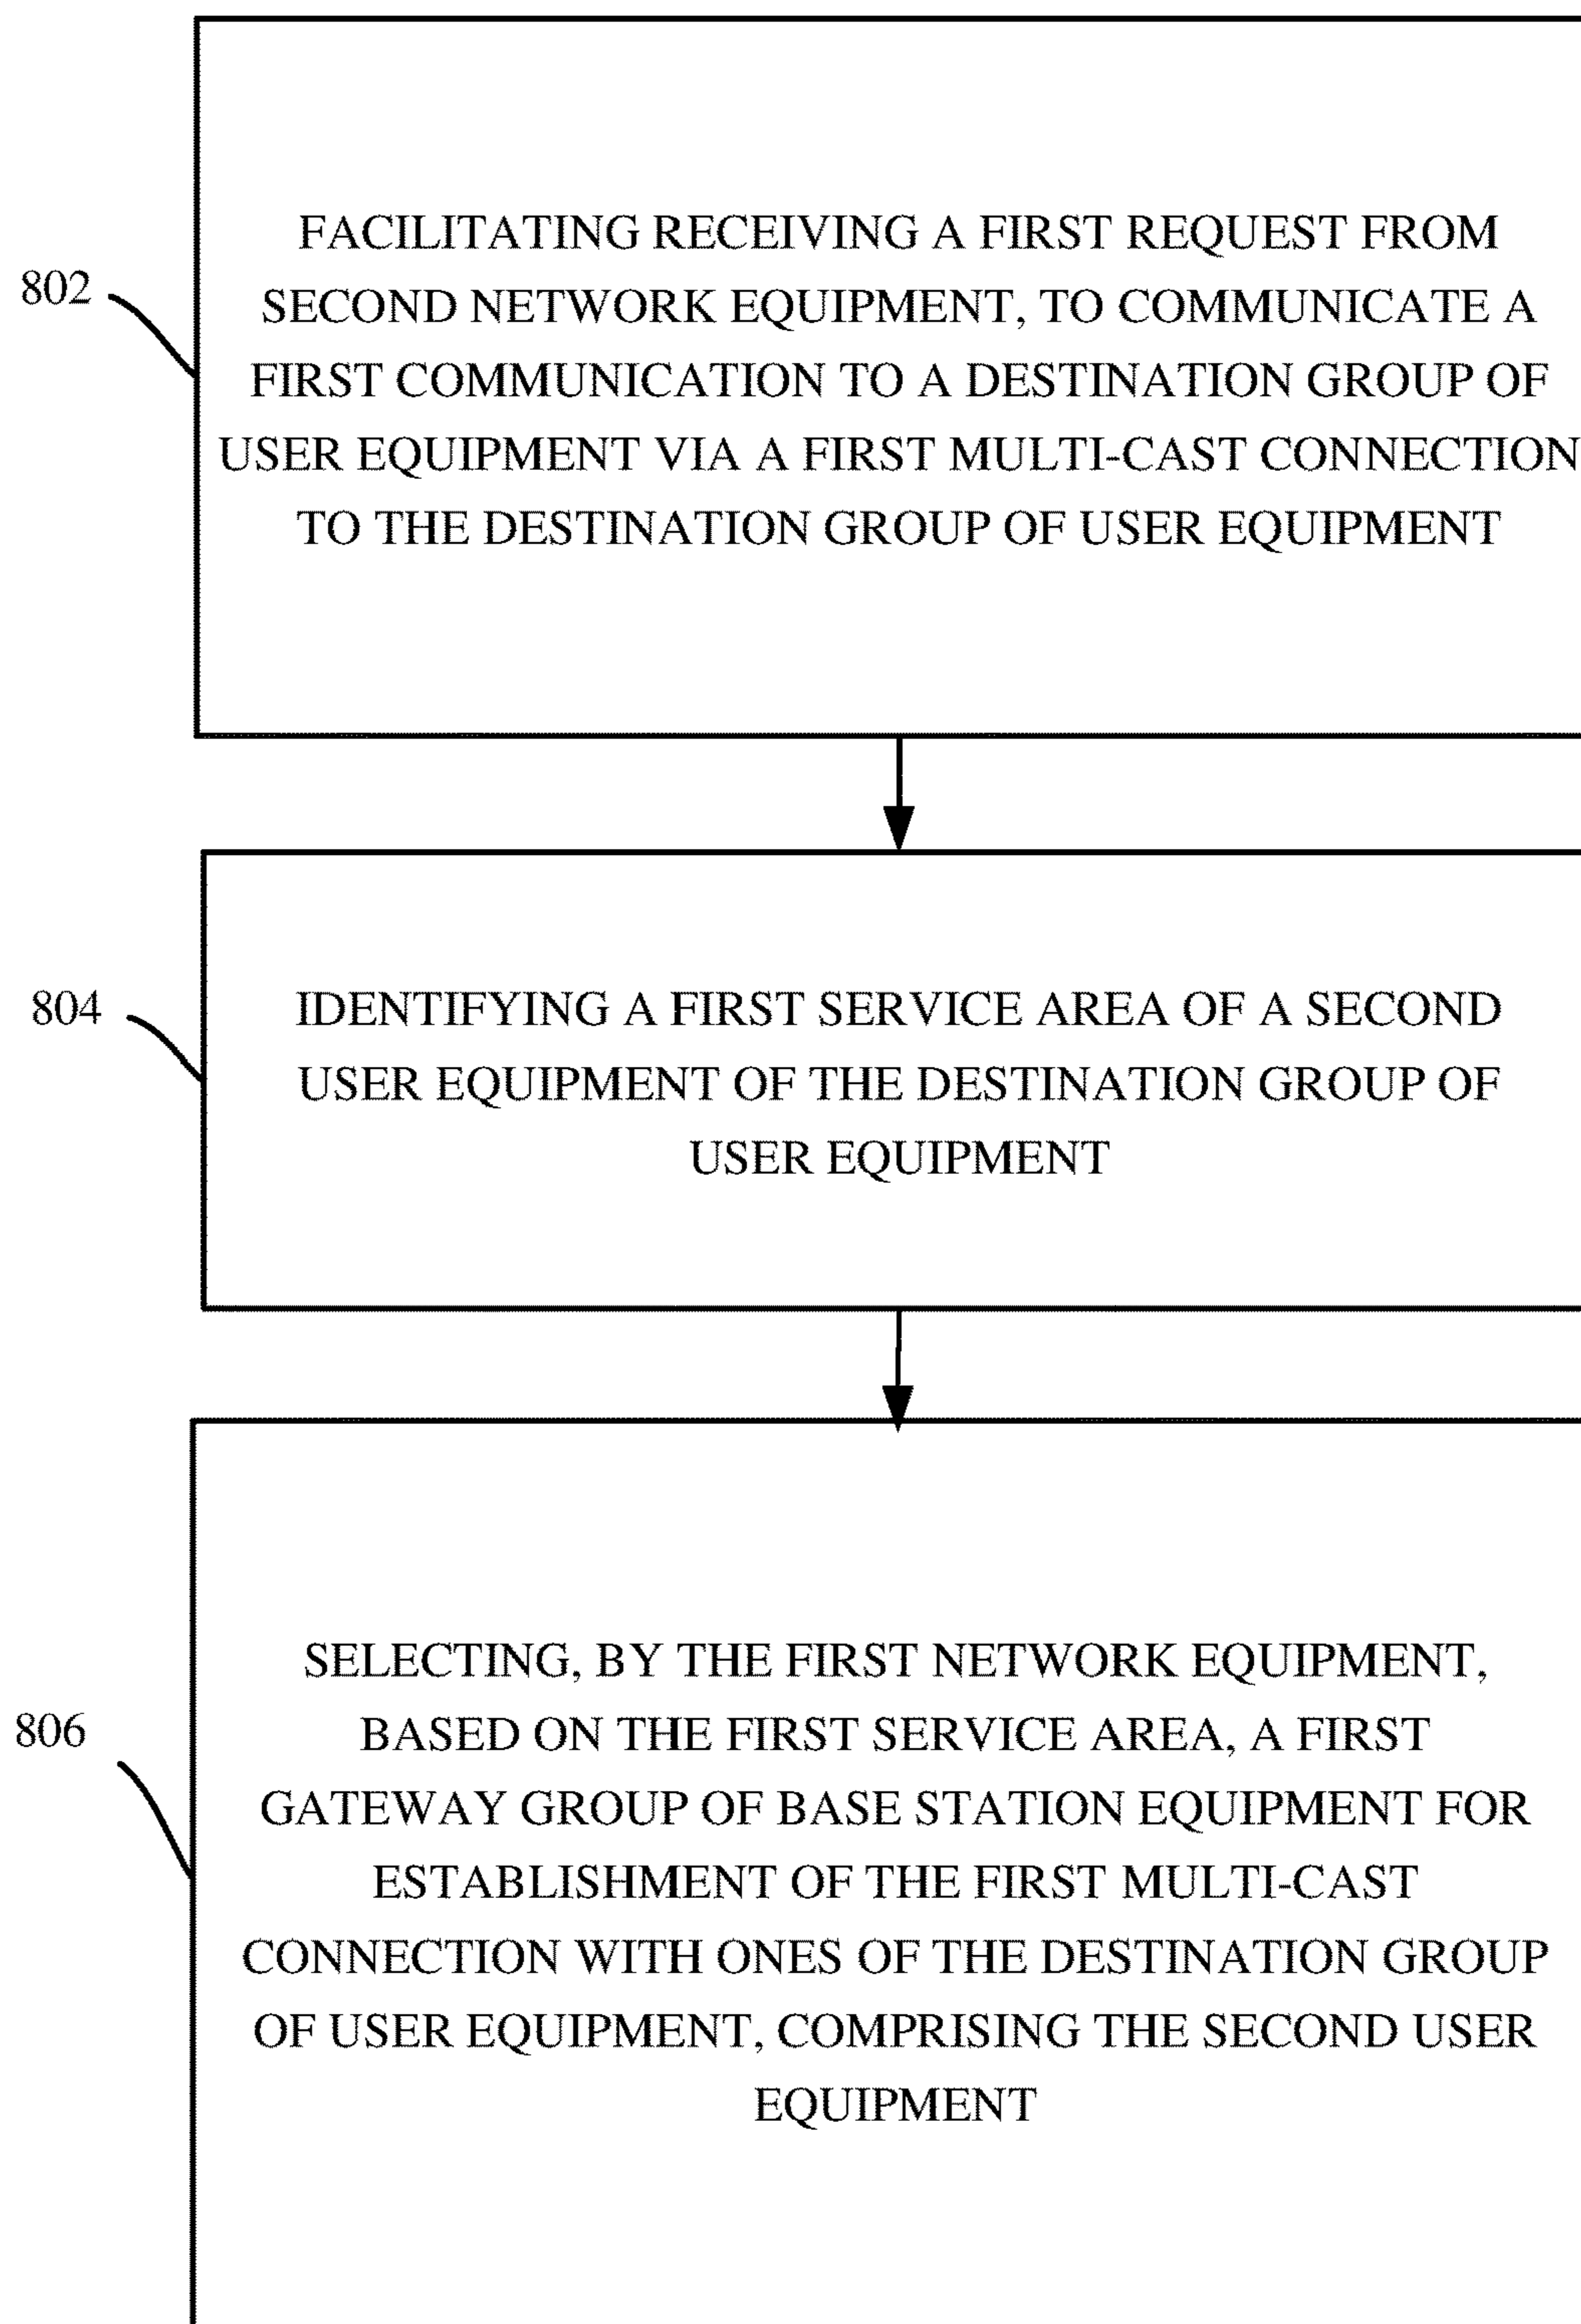 802
FACILITATING RECEIVING A FIRST REQUEST FROM
SECOND NETWORK EQUIPMENT, TO COMMUNICATE A
FIRST COMMUNICATION TO A DESTINATION GROUP OF
USER EQUIPMENT VIA A FIRST MULTI-CAST CONNECTION
TO THE DESTINATION GROUP OF USER EQUIPMENT
804
IDENTIFYING A FIRST SERVICE AREA OF A SECOND
USER EQUIPMENT OF THE DESTINATION GROUP OF
USER EQUIPMENT
806
SELECTING, BY THE FIRST NETWORK EQUIPMENT,
BASED ON THE FIRST SERVICE AREA, A FIRST
GATEWAY GROUP OF BASE STATION EQUIPMENT FOR
ESTABLISHMENT OF THE FIRST MULTI-CAST
CONNECTION WITH ONES OF THE DESTINATION GROUP
OF USER EQUIPMENT, COMPRISING THE SECOND USER
EQUIPMENT